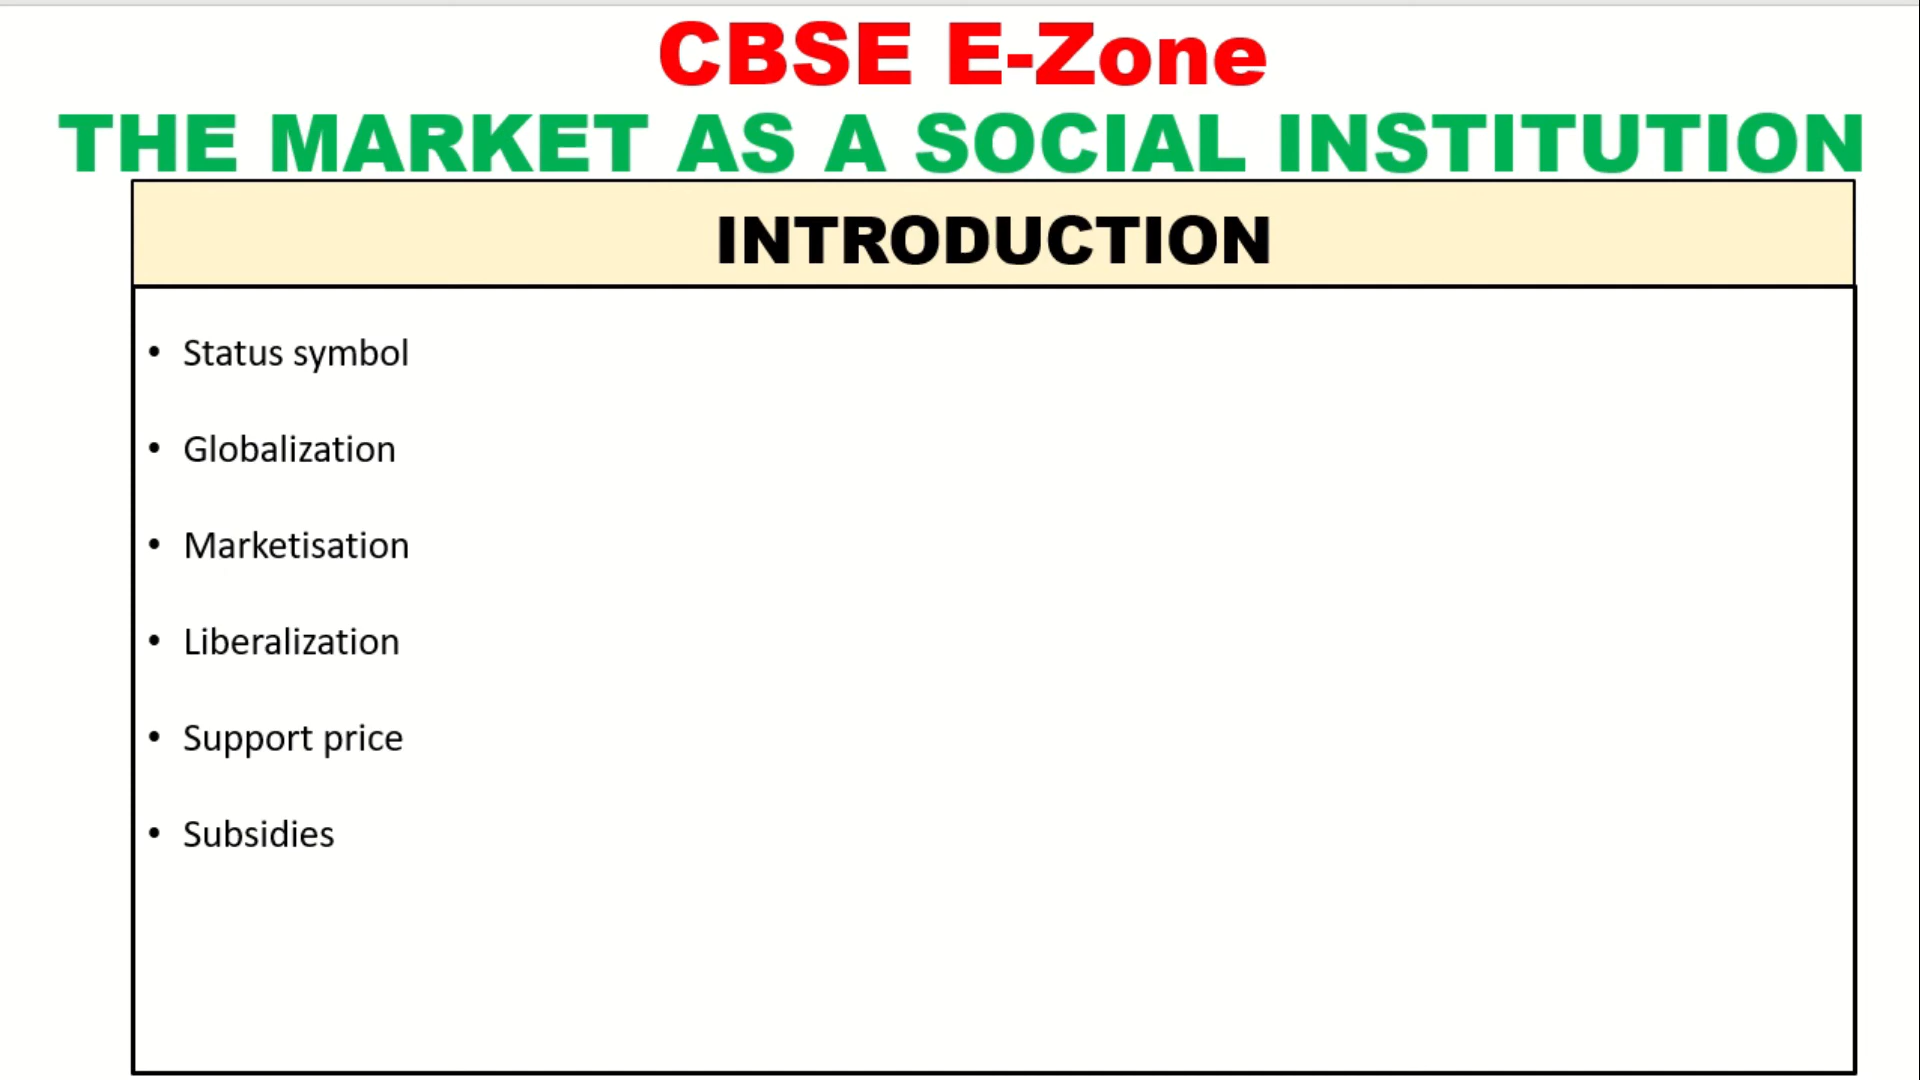 CBSE E-Zone
THE MARKET AS A SOCIAL INSTITUTION
INTRODUCTION
• Status symbol
• Globalization
• Marketisation
• Liberalization
• Support price
• Subsidies